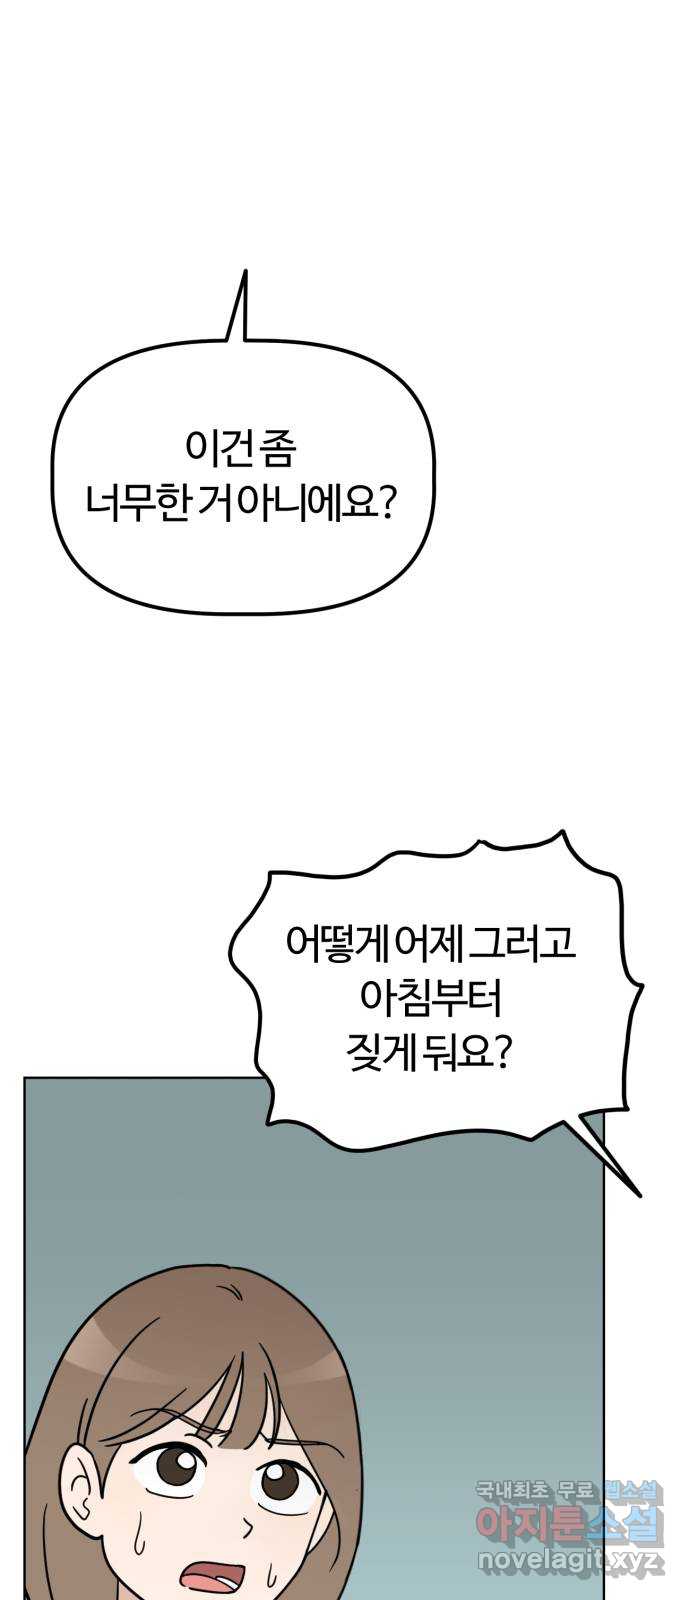 이건 좀
너무한 거 아니에요?
어떻게 어제 그러고
아침부터
짖게 둬요?
국내최초 무료 웹소설
아지툰소설
novelagit.xyz